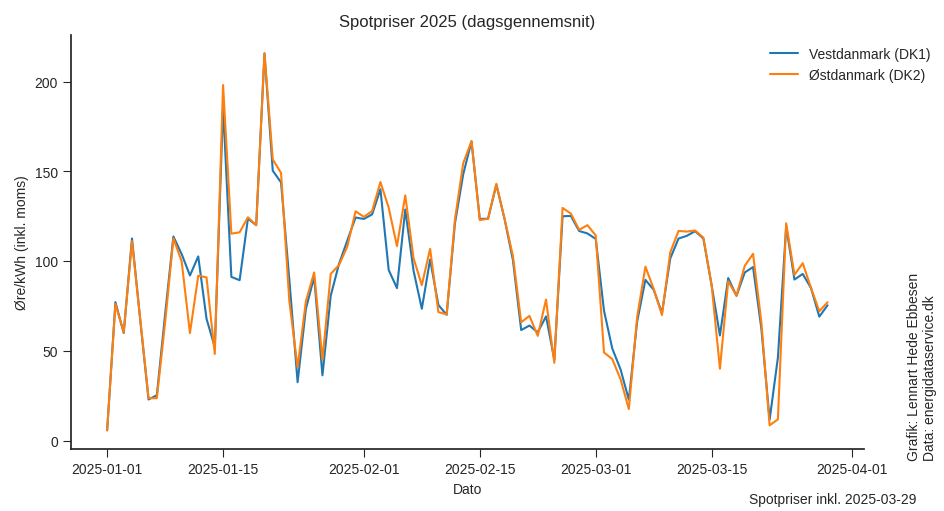 Spotpriser 2025 (dagsgennemsnit)
Vestdanmark (DK1)
Østdanmark (DK2)
Øre/kWh (inkl. moms)
200
150
100
50
0
2025-01-01
2025-01-15
2025-02-01
2025-02-15
2025-03-01
2025-03-15
2025-04-01
Dato
Grafik: Lennart Hede Ebbesen
Data: energidataservice.dk
Spotpriser inkl. 2025-03-29